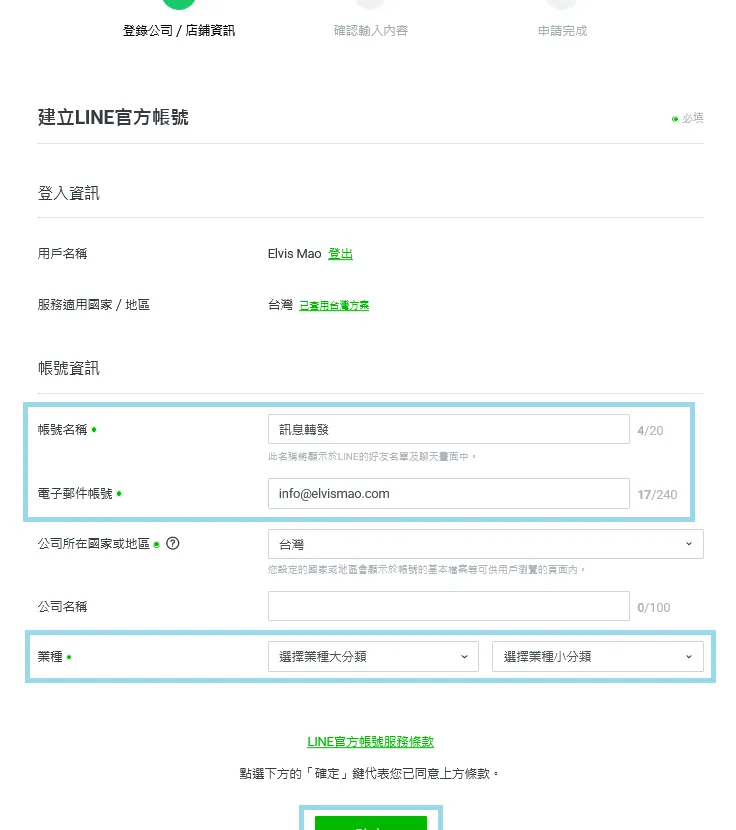 登錄公司 / 店鋪資訊
確認輸入內容
申請完成
建立LINE官方帳號
必填
登入資訊
用戶名稱
Elvis Mao 登出
服務適用國家 / 地區
台灣 已套用台灣方案
帳號資訊
帳號名稱
訊息轉發
4/20
此名稱將顯示於LINE的好友名單及聊天畫面中。
電子郵件帳號
info@elvismao.com
17/240
公司所在國家或地區 ?
台灣
您設定的國家或地區會顯示於帳號的基本檔案等可供用戶瀏覽的頁面內。
公司名稱
0/100
業種
選擇業種大分類
選擇業種小分類
LINE官方帳號服務條款
點選下方的「確定」鍵代表您已同意上方條款。